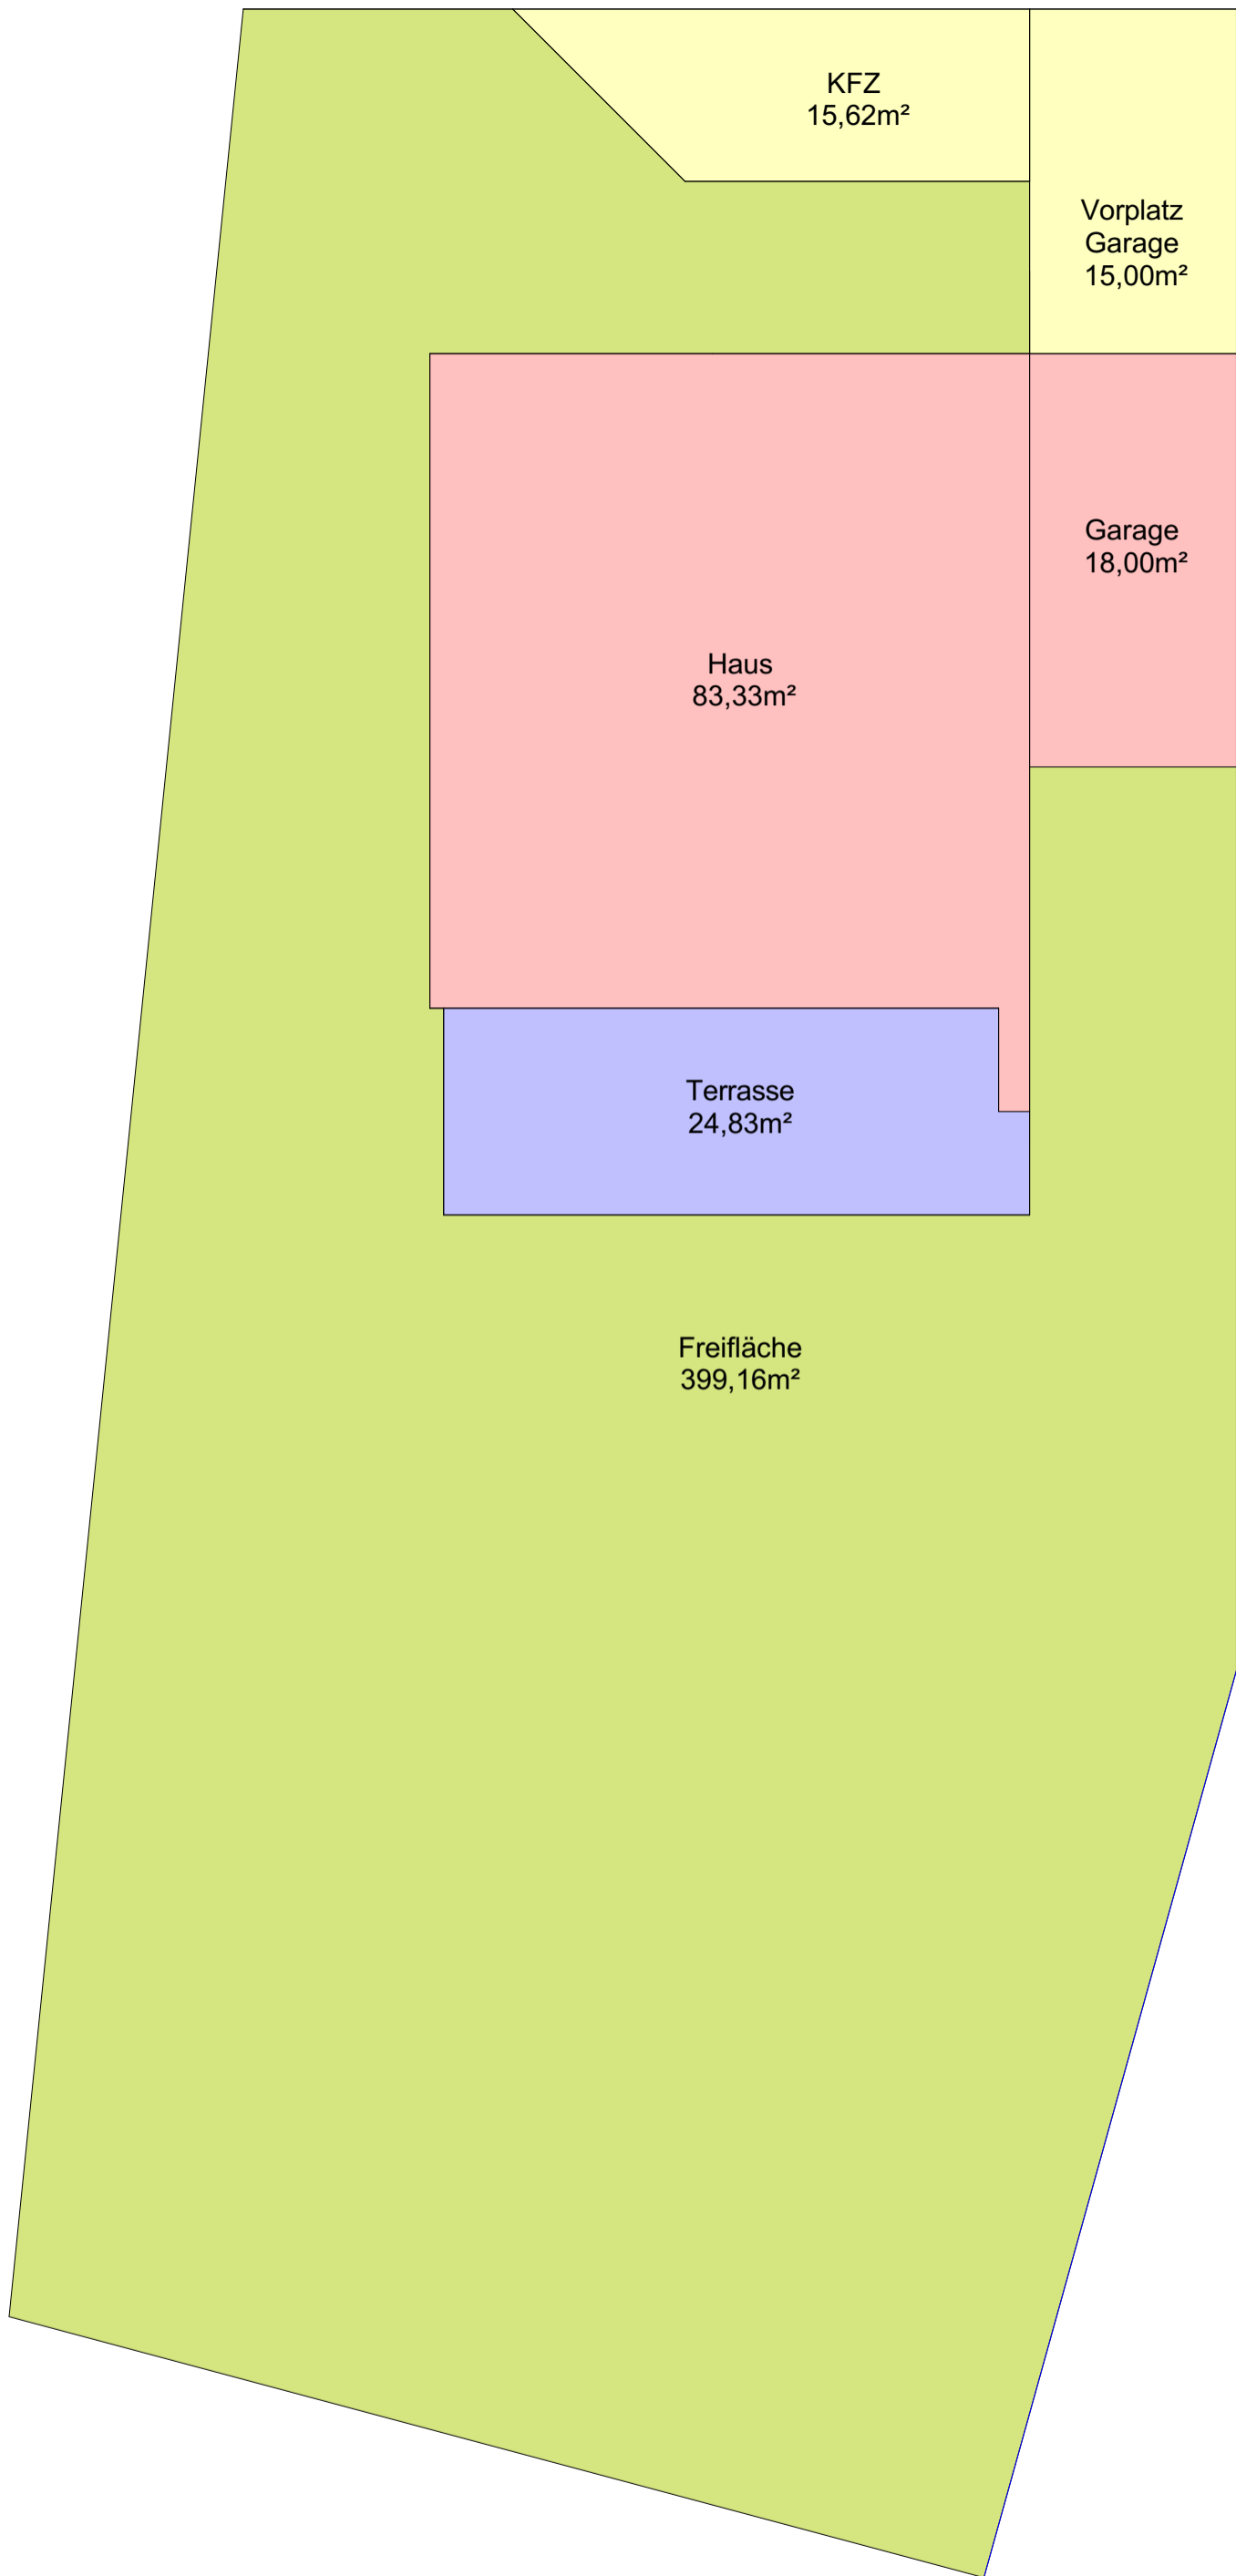 KFZ
15,62m²
Vorplatz
Garage
15,00m²
Garage
18,00m²
Haus
83,33m²
Terrasse
24,83m²
Freifläche
399,16m²